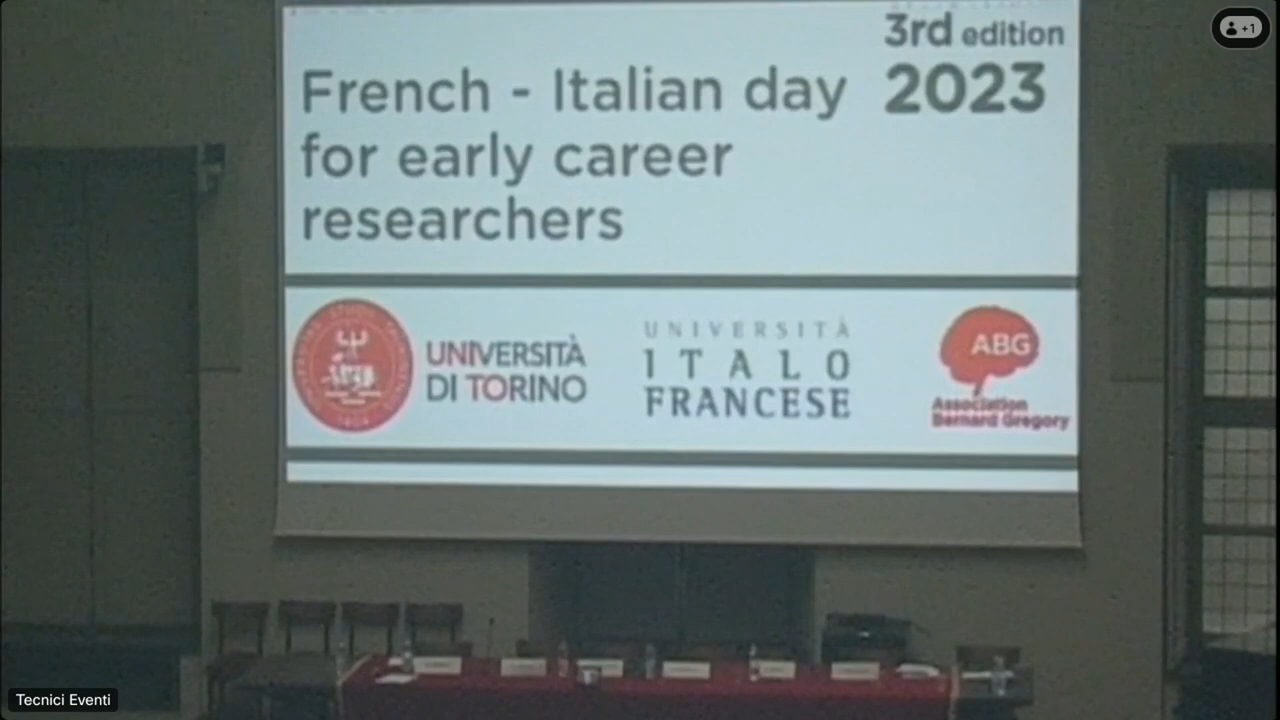 3rd edition
French - Italian day 2023
for early career
researchers
UNIVERSITÀ
DI TORINO
UNIVERSITÀ
ITALO
FRANCESE
ABG
Association
Bernard Gregory
+1
Tecnici Eventi